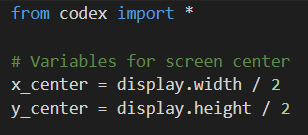 from codex import *
# Variables for screen center
x_center = display.width / 2
y_center = display.height / 2